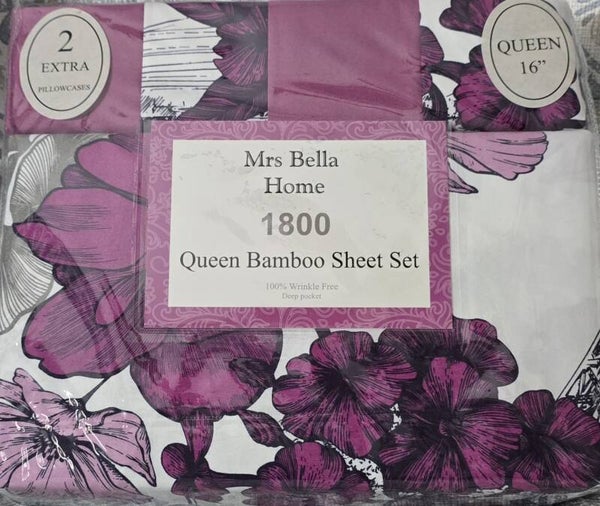 2
EXTRA
PILLOWCASES
QUEEN
16”
Mrs Bella
Home
1800
Queen Bamboo Sheet Set
100% Wrinkle Free
Deep pocket